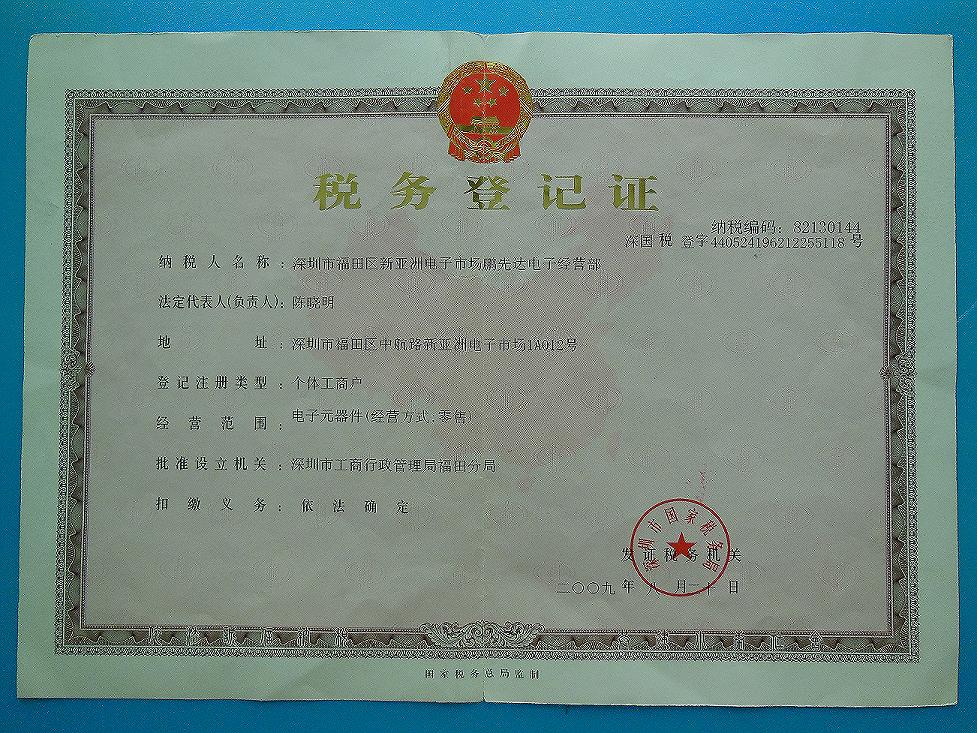 税务登记证
纳税编码：82130144
深国 税 登字440524196212255118 号
纳税人名称：深圳市福田区新亚洲电子市场鹏先达电子经营部
法定代表人(负责人)：陈晓明
地址：深圳市福田区中航路新亚洲电子市场1A012号
登记注册类型：个体工商户
经营范围：电子元器件(经营方式:零售)
批准设立机关：深圳市工商行政管理局福田分局
扣缴义务：依法确定
深圳市国家税务局
发证税务机关
二〇〇九 年 八 月 二十 日
国家税务总局监制